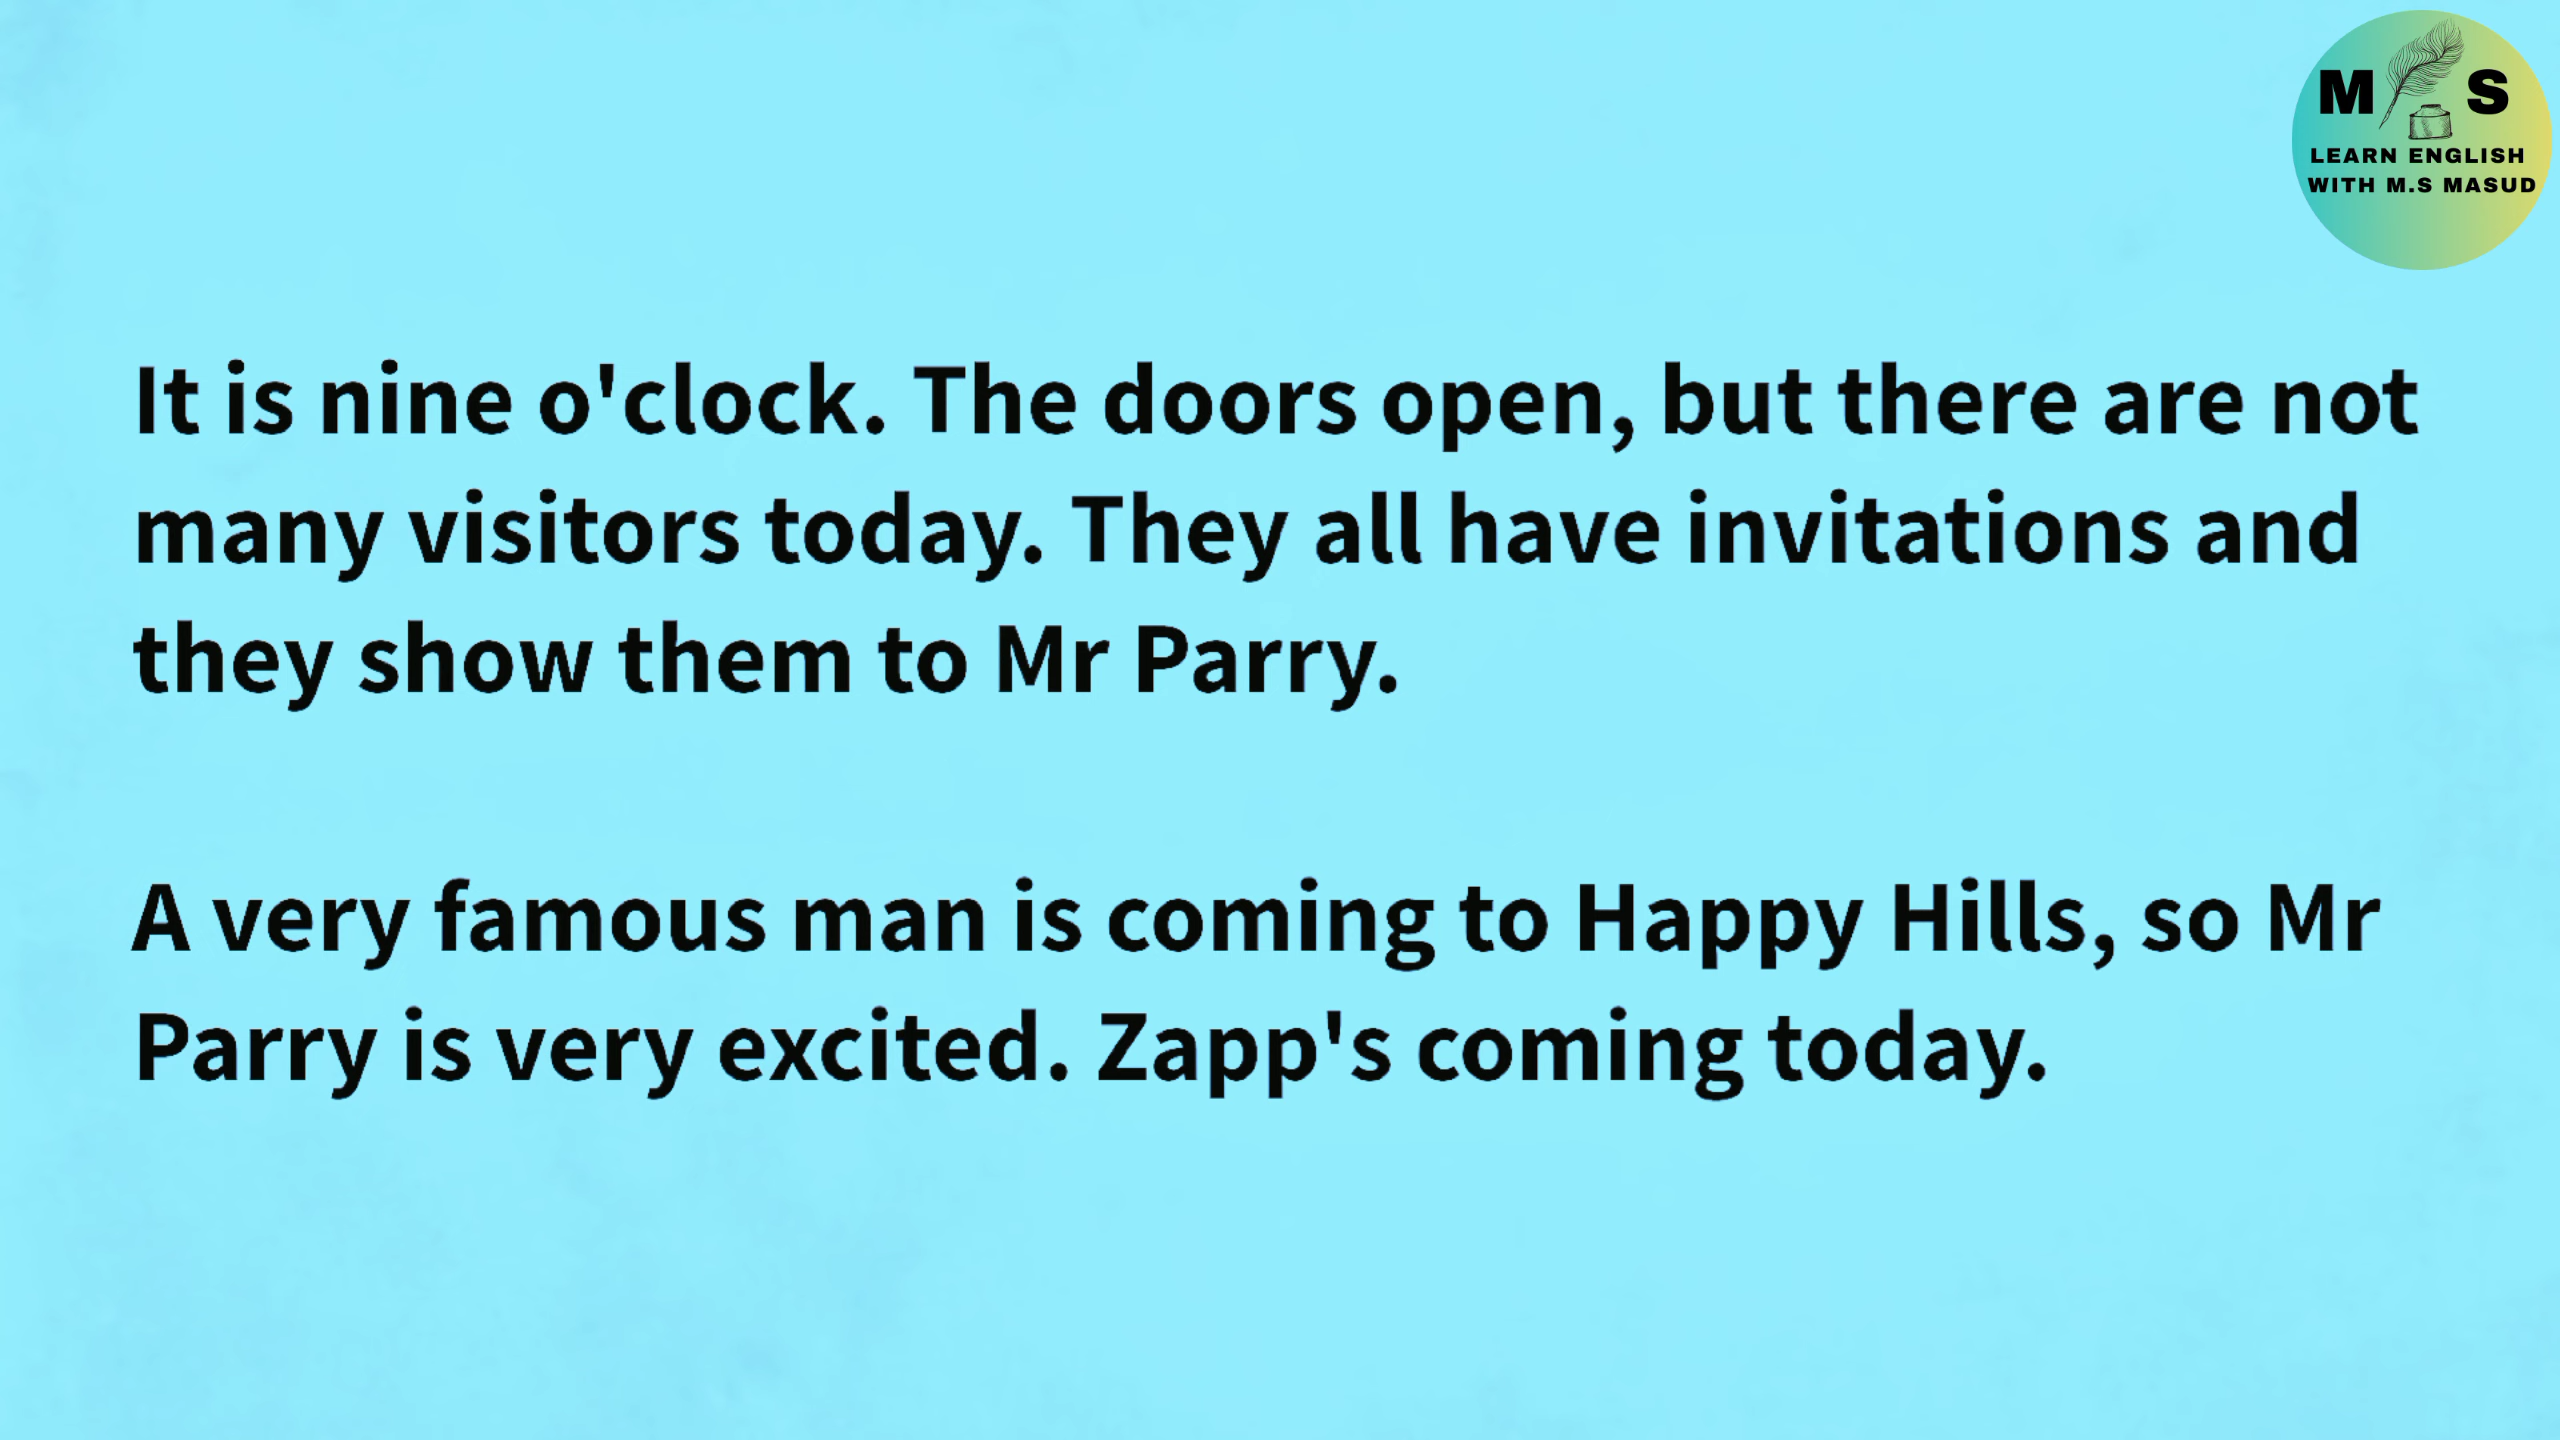 M S
LEARN ENGLISH
WITH M.S MASUD
It is nine o'clock. The doors open, but there are not
many visitors today. They all have invitations and
they show them to Mr Parry.
A very famous man is coming to Happy Hills, so Mr
Parry is very excited. Zapp's coming today.